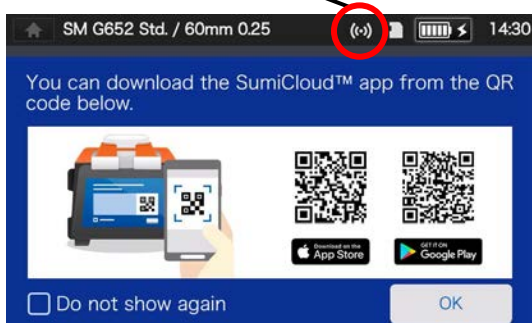 SM G652 Std. / 60mm 0.25 14:30
You can download the SumiCloud™ app from the QR
code below.
Download on the
App Store
GET IT ON
Google Play
Do not show again
OK